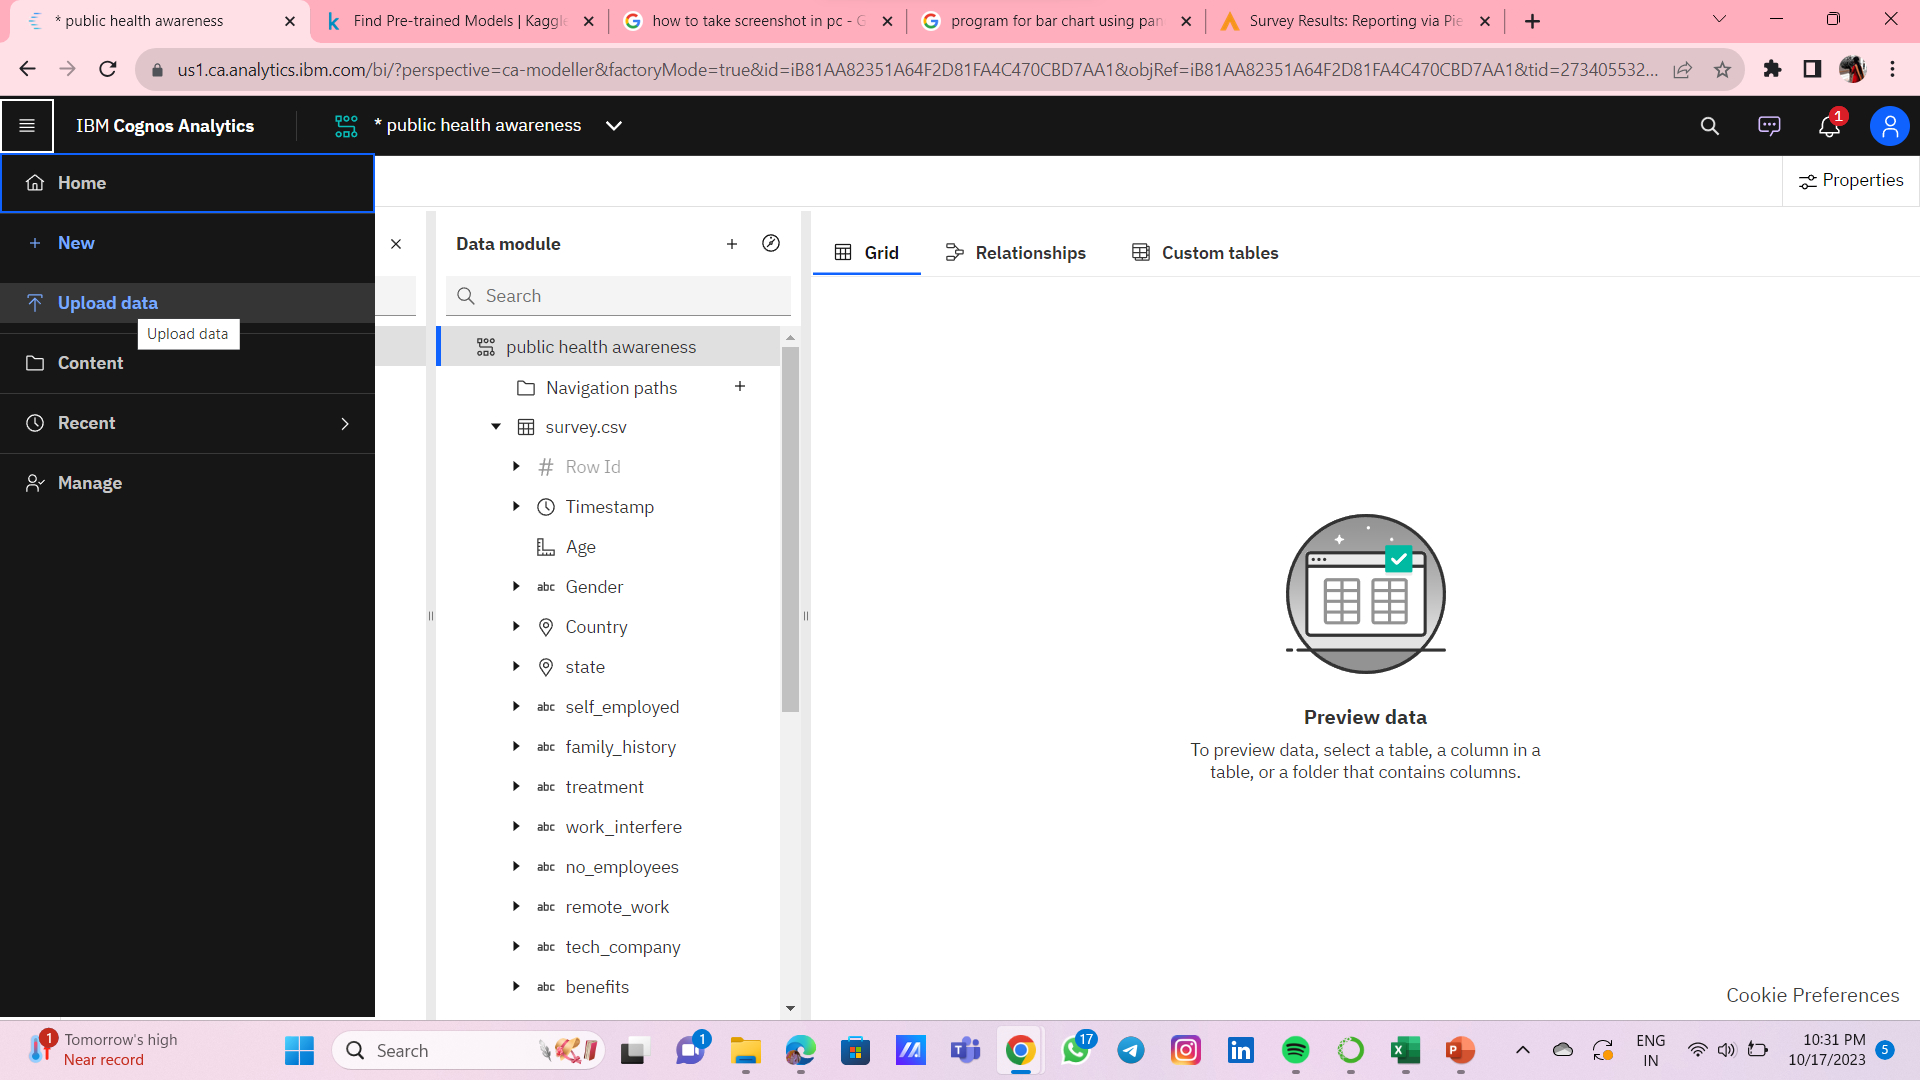 * public health awareness
Find Pre-trained Models | Kaggle
how to take screenshot in pc - G
program for bar chart using pan
Survey Results: Reporting via Pie
us1.ca.analytics.ibm.com/bi/?perspective=ca-modeller&factoryMode=true&id=iB81AA82351A64F2D81FA4C470CBD7AA1&objRef=iB81AA82351A64F2D81FA4C470CBD7AA1&tid=273405532...
IBM Cognos Analytics
* public health awareness
1
Home
Properties
New
Data module
Grid
Relationships
Custom tables
Upload data
Search
Upload data
public health awareness
Content
Navigation paths
Recent
survey.csv
# Row Id
Manage
Timestamp
Age
abc Gender
Country
state
abc self_employed
abc family_history
Preview data
To preview data, select a table, a column in a
table, or a folder that contains columns.
abc treatment
abc work_interfere
abc no_employees
abc remote_work
abc tech_company
abc benefits
Cookie Preferences
1
Tomorrow's high
Near record
Search
1
17
ENG
IN
10:31 PM
10/17/2023
5